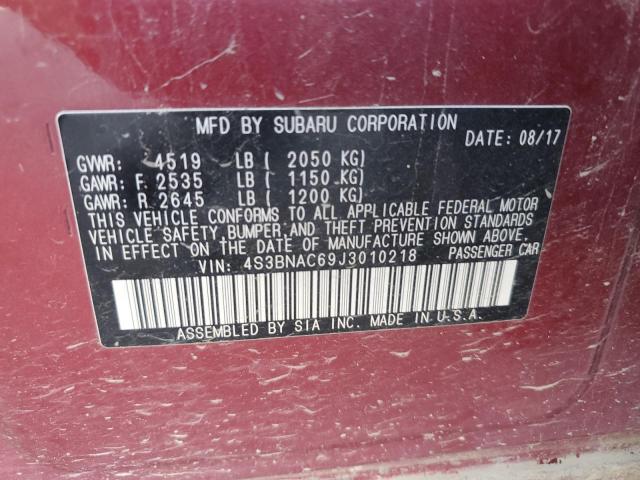 MFD BY SUBARU CORPORATION
DATE: 08/17
GVWR: 4519 LB ( 2050 KG)
GAWR: F. 2535 LB ( 1150 KG)
GAWR: R. 2645 LB ( 1200 KG)
THIS VEHICLE CONFORMS TO ALL APPLICABLE FEDERAL MOTOR
VEHICLE SAFETY, BUMPER, AND THEFT PREVENTION STANDARDS
IN EFFECT ON THE DATE OF MANUFACTURE SHOWN ABOVE.
VIN: 4S3BNAC69J3010218 PASSENGER CAR
ASSEMBLED BY SIA INC. MADE IN U.S.A.